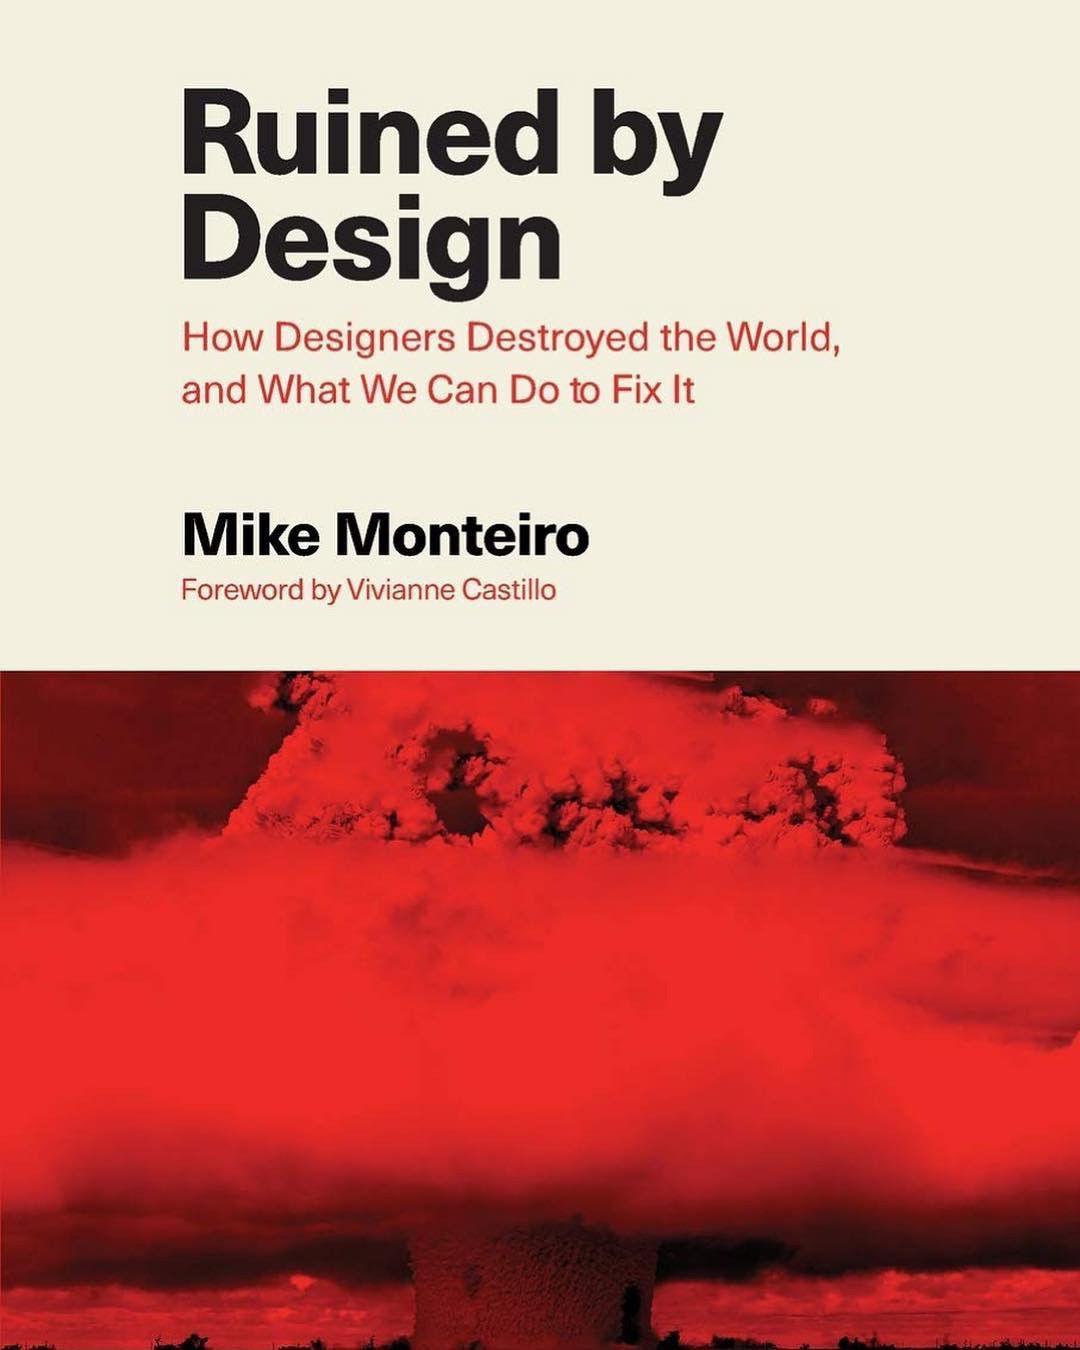 Ruined by
Design
How Designers Destroyed the World,
and What We Can Do to Fix It
Mike Monteiro
Foreword by Vivianne Castillo